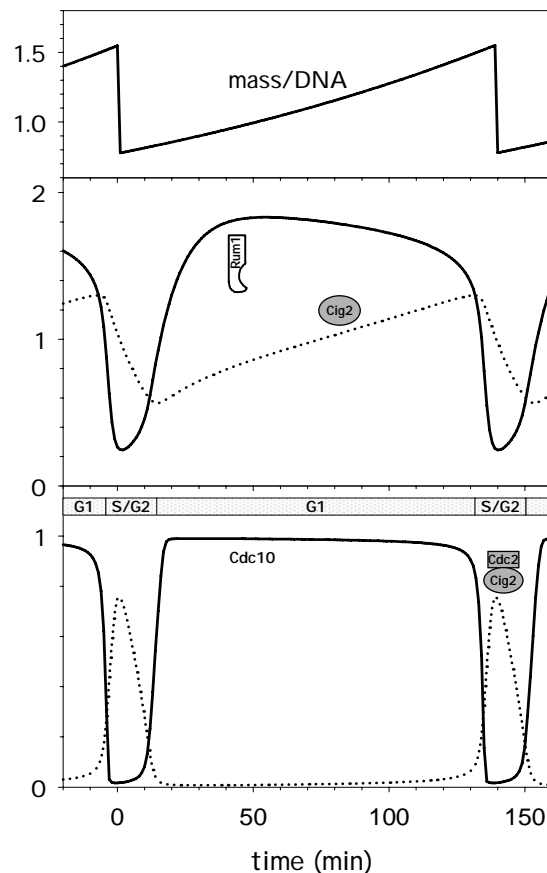 1.5
mass/DNA
1.0
2
Rum1
Cig2
1
0
G1 S/G2 G1 S/G2
1
Cdc10
Cdc2
Cig2
0
0 50 100 150
time (min)